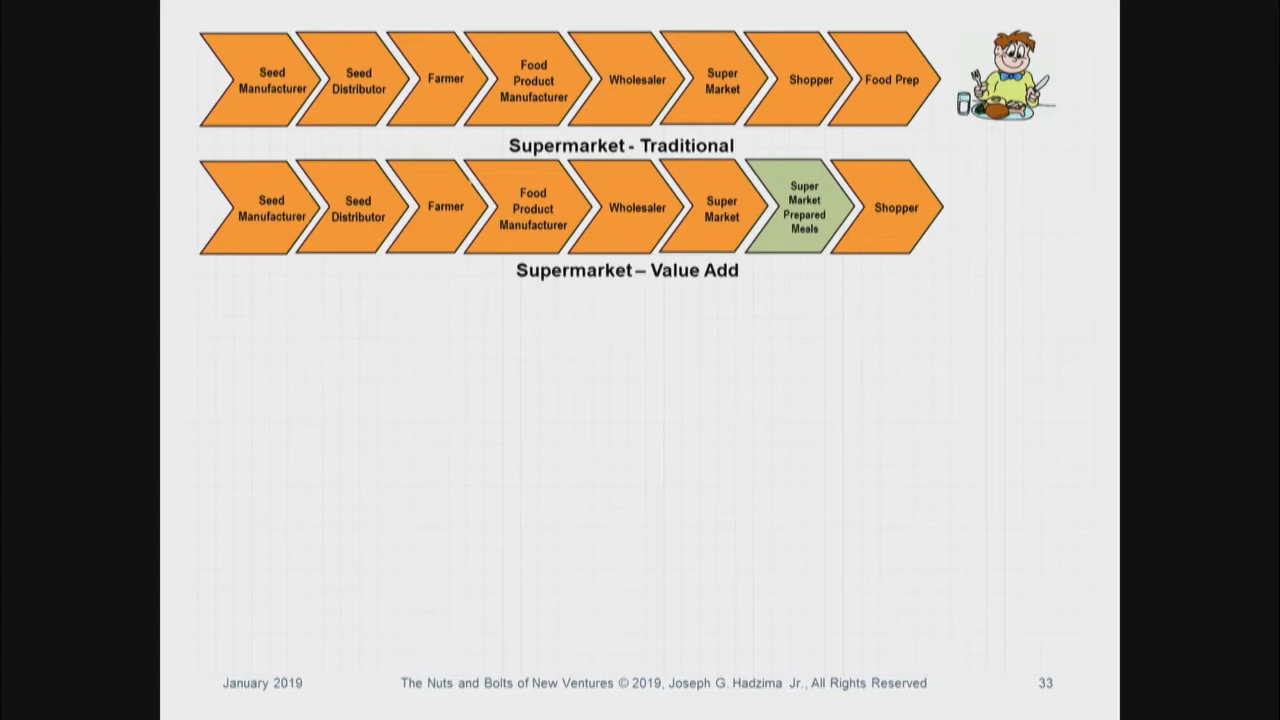 Seed
Manufacturer
Seed
Distributor
Farmer
Food
Product
Manufacturer
Wholesaler
Super
Market
Shopper
Food Prep
Supermarket - Traditional
Seed
Manufacturer
Seed
Distributor
Farmer
Food
Product
Manufacturer
Wholesaler
Super
Market
Super
Market
Prepared
Meals
Shopper
Supermarket – Value Add
January 2019
The Nuts and Bolts of New Ventures © 2019, Joseph G. Hadzima Jr., All Rights Reserved
33